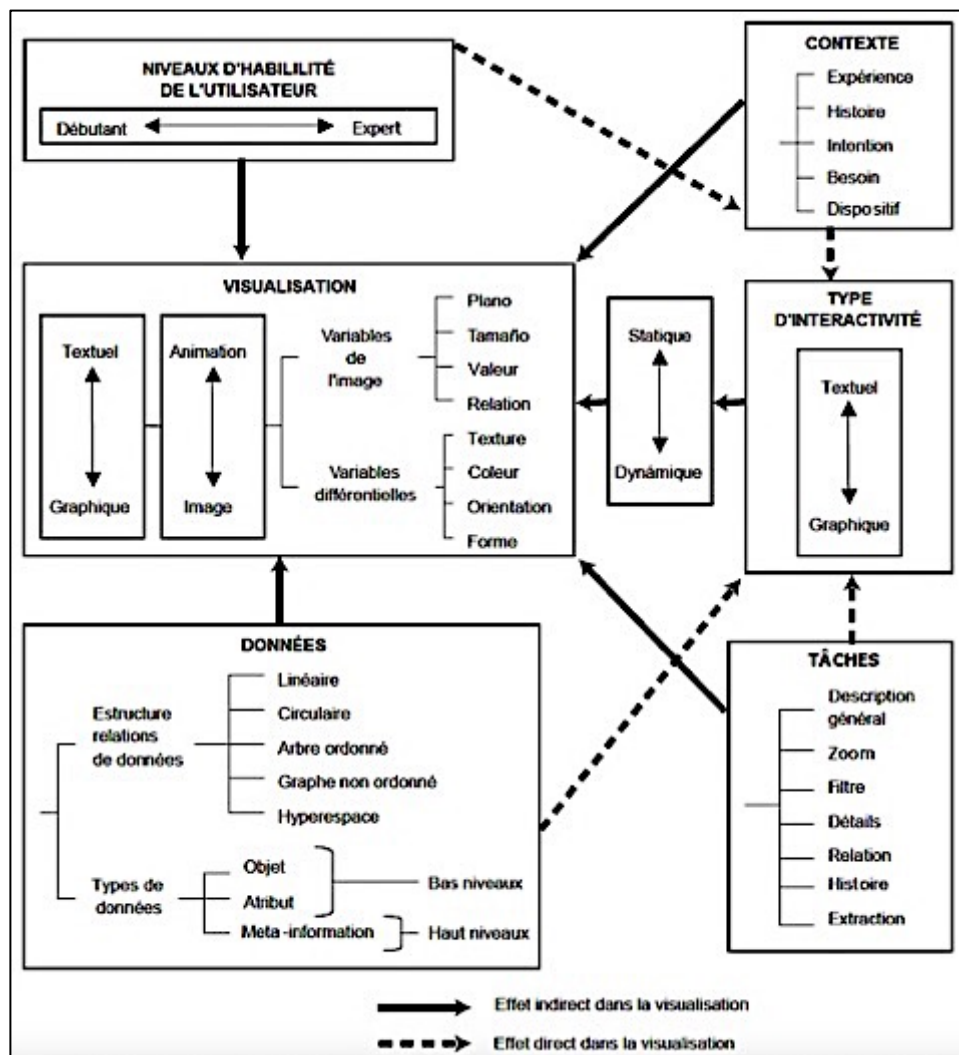 NIVEAUX D'HABILILITÉ
DE L'UTILISATEUR
Débutant
Expert
CONTEXTE
Expérience
Histoire
Intention
Besoin
Dispositif
VISUALISATION
Textuel
Graphique
Animation
Image
Variables
de
l'image
Plano
Tamaño
Valeur
Relation
Variables
différentielles
Texture
Coleur
Orientation
Forme
Statique
Dynámique
TYPE
D'INTERACTIVITÉ
Textuel
Graphique
DONNÉES
Estructure
relations
de données
Linéaire
Circulaire
Arbre ordonné
Graphe non ordonné
Hyperespace
Types de
données
Objet
Atribut
Meta-information
Bas niveaux
Haut niveaux
TÂCHES
Description
général
Zoom
Filtre
Détails
Relation
Histoire
Extraction
Effet indirect dans la visualisation
Effet direct dans la visualisation